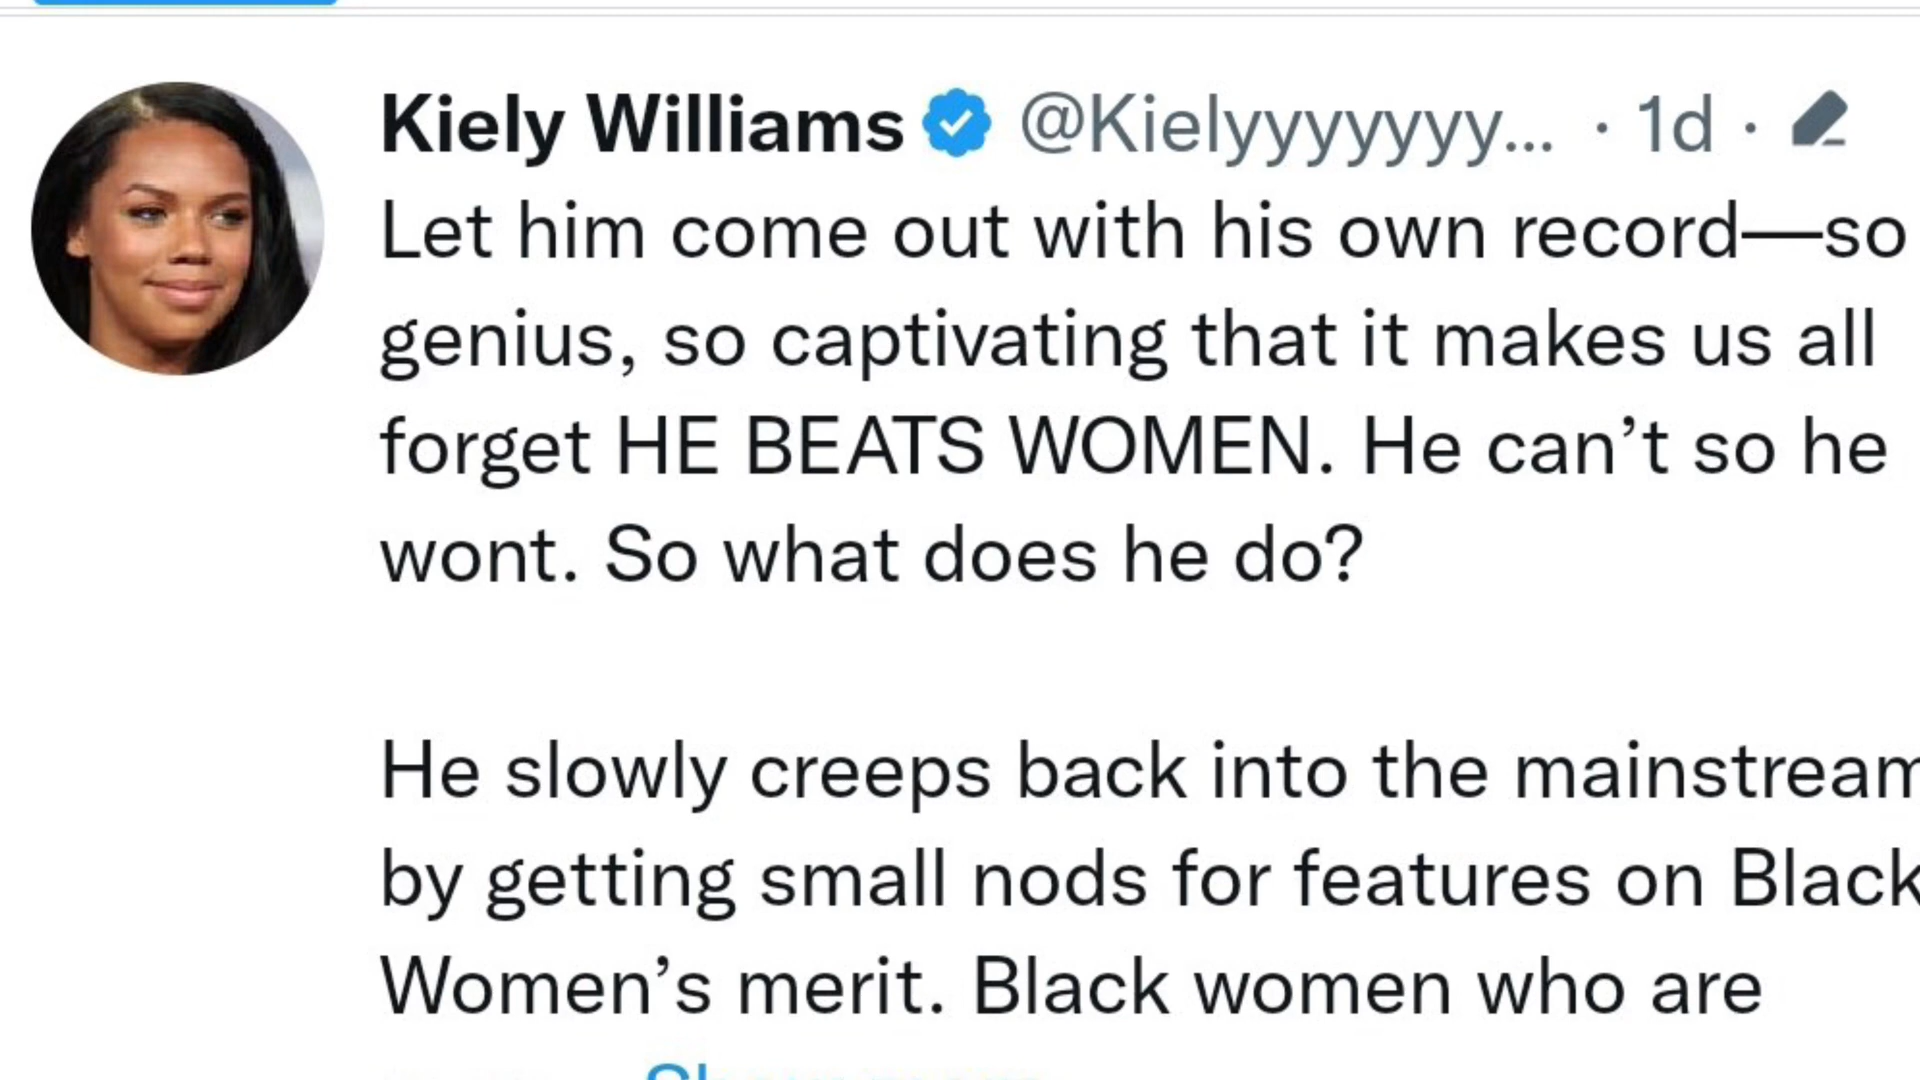 Kiely Williams @Kielyyyyyyy... · 1d ·
Let him come out with his own record—so
genius, so captivating that it makes us all
forget HE BEATS WOMEN. He can’t so he
wont. So what does he do?
He slowly creeps back into the mainstream
by getting small nods for features on Black
Women’s merit. Black women who are